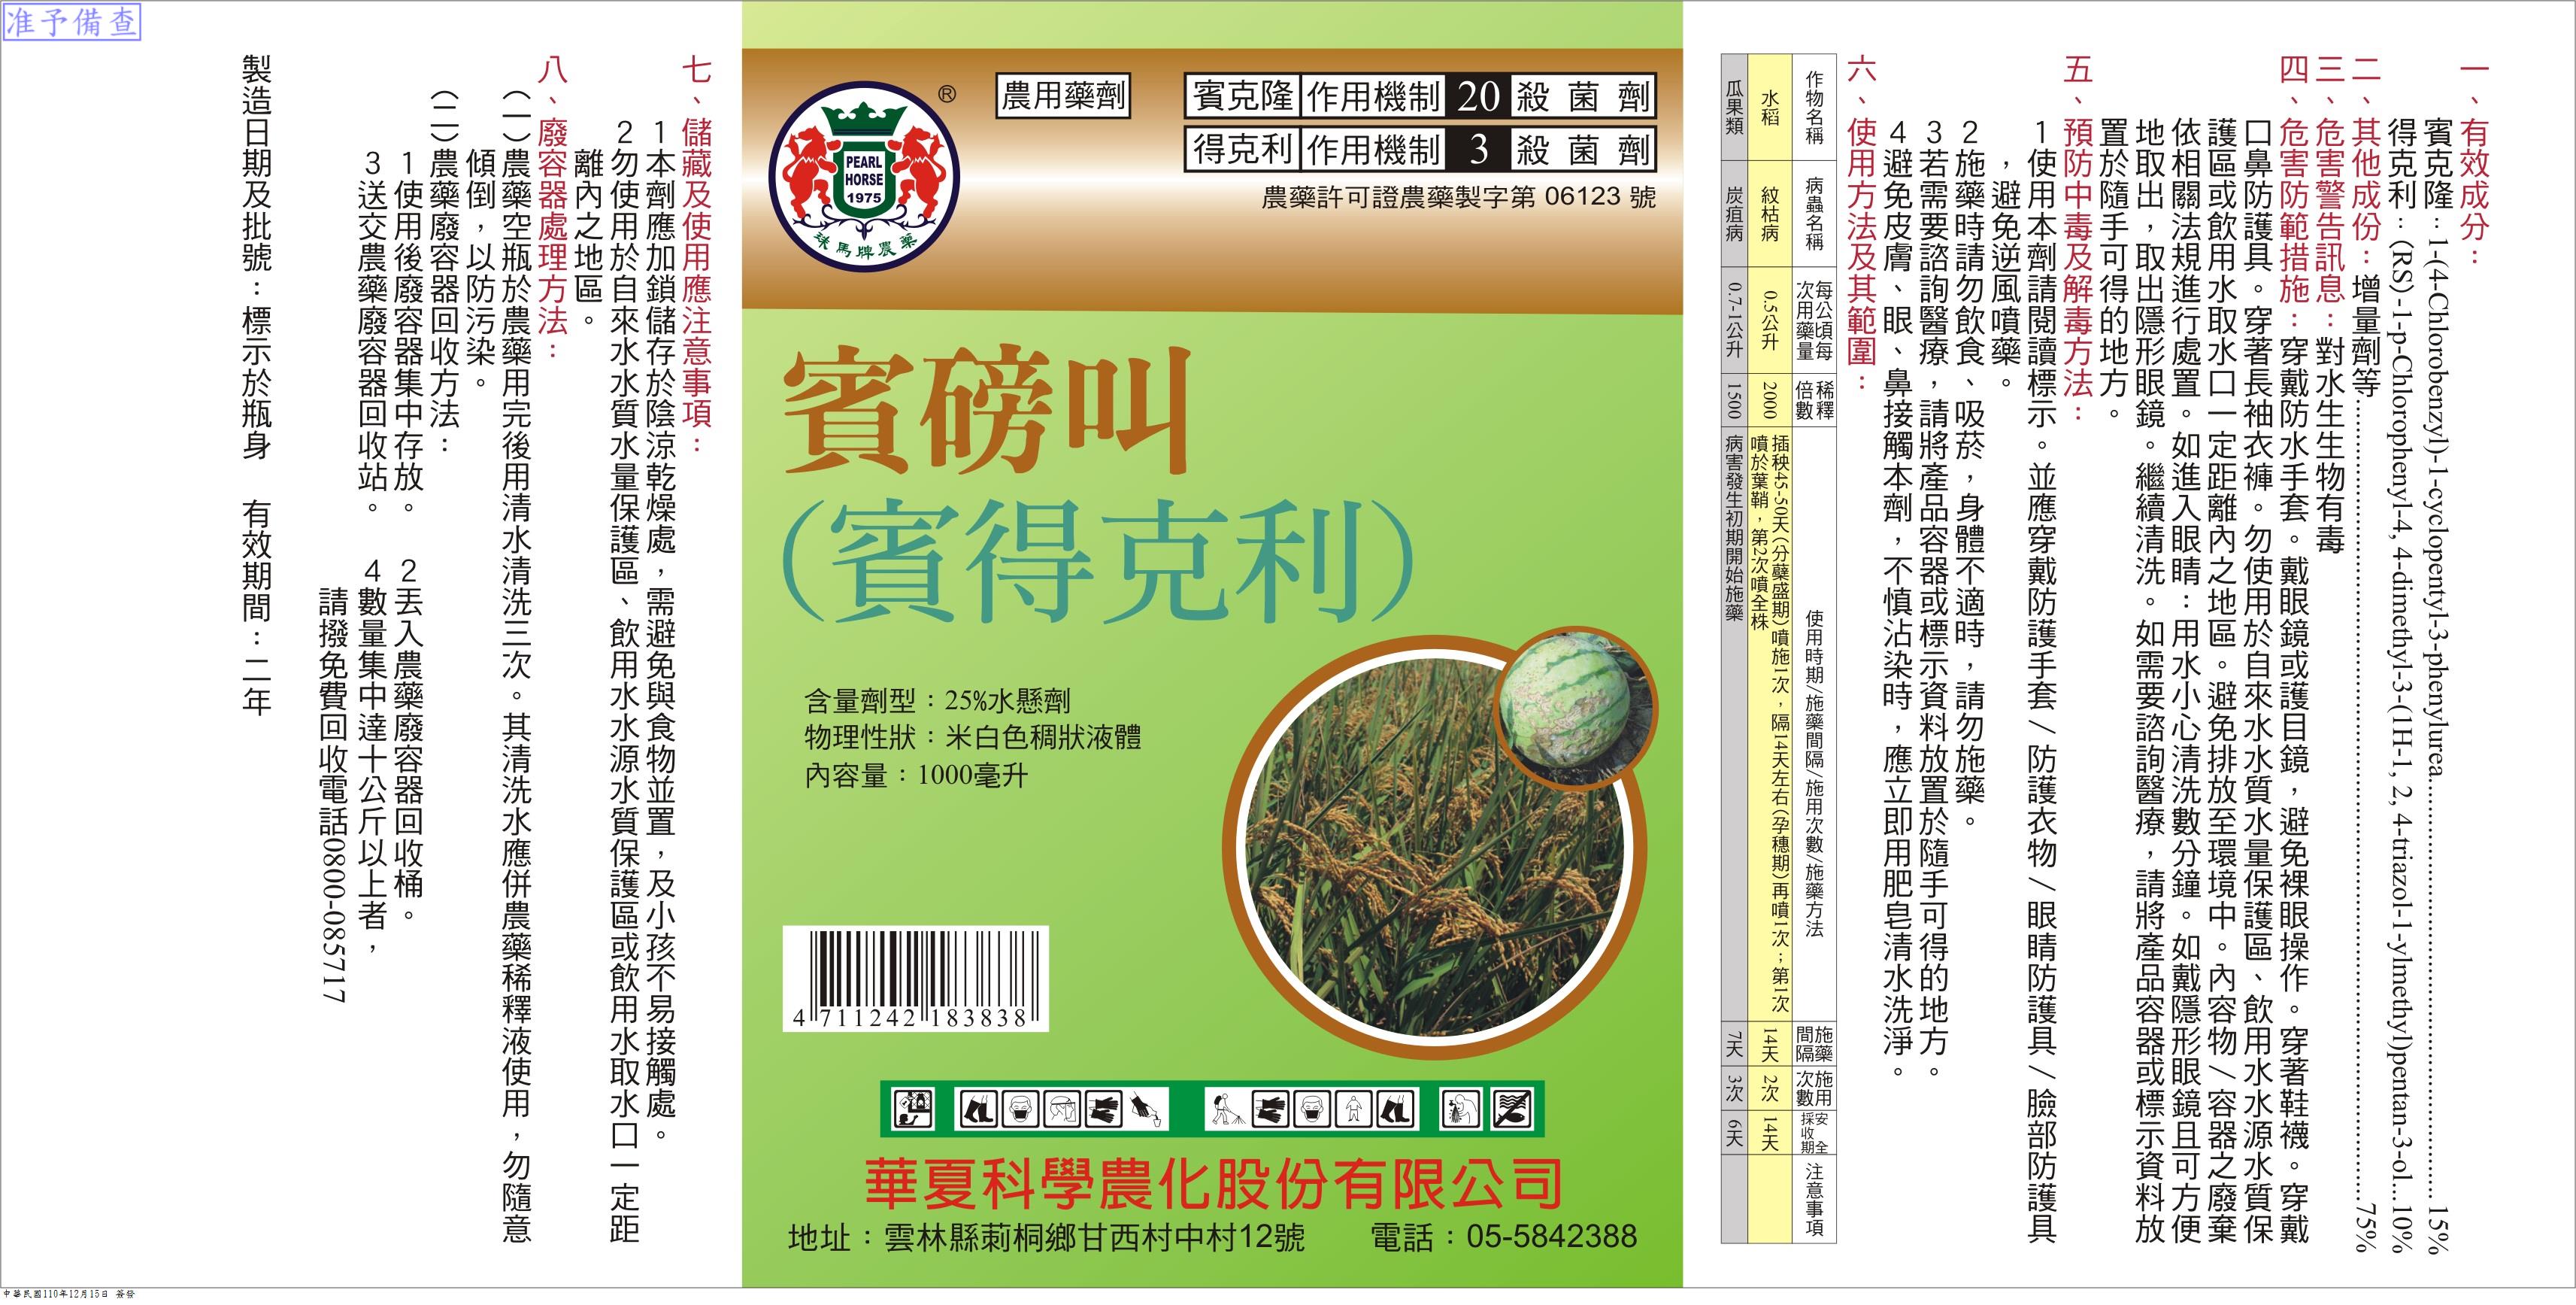 准予備查
農用藥劑
賓克隆 作用機制 20 殺菌劑
得克利 作用機制 3 殺菌劑
農藥許可證農藥製字第 06123 號
®
PEARL
HORSE
1975
珠馬牌農藥
賓磅叫
(賓得克利)
含量劑型：25%水懸劑
物理性狀：米白色稠狀液體
內容量：1000毫升
4 711242 183838
華夏科學農化股份有限公司
地址：雲林縣莿桐鄉甘西村中村12號 電話：05-5842388
一、有效成分：
賓克隆：1-(4-Chlorobenzyl)-1-cyclopentyl-3-phenylurea................ 15%
得克利：(RS)-1-p-Chlorophenyl-4, 4-dimethyl-3-(1H-1, 2, 4-triazol-1-ylmethyl)pentan-3-ol...10%
二、其他成份：增量劑等................75%
三、危害警告訊息：對水生生物有毒
四、危害防範措施：穿戴防水手套。戴眼鏡或護目鏡，避免裸眼操作。穿著鞋襪。穿戴
口鼻防護具。穿著長袖衣褲。勿使用於自來水水質水量保護區、飲用水水源水質保
護區或飲用水取水口一定距離內之地區。避免排放至環境中。內容物／容器之廢棄
依相關法規進行處置。如進入眼睛：用水小心清洗數分鐘。如戴隱形眼鏡且可方便
地取出，取出隱形眼鏡。繼續清洗。如需要諮詢醫療，請將產品容器或標示資料放
置於隨手可得的地方。
五、預防中毒及解毒方法：
1使用本劑請閱讀標示。並應穿戴防護手套／防護衣物／眼睛防護具／臉部防護具
，避免逆風噴藥。
2施藥時請勿飲食、吸菸，身體不適時，請勿施藥。
3若需要諮詢醫療，請將產品容器或標示資料放置於隨手可得的地方。
4避免皮膚、眼、鼻接觸本劑，不慎沾染時，應立即用肥皂清水洗淨。
六、使用方法及其範圍：
作物名稱 病蟲名稱 每公頃每次用藥量 稀釋倍數 使用時期/施藥間隔/施用次數/施藥方法 施藥間隔 施用次數 安全採收期 注意事項
水稻 紋枯病 0.5公升 2000 插秧45-50天(分蘗盛期)噴施1次，隔14天左右(孕穗期)再噴1次；第1次噴於葉鞘，第2次噴全株 14天 2次 14天
瓜果類 炭疽病 0.7-1公升 1500 病害發生初期開始施藥 7天 3次 6天
七、儲藏及使用應注意事項：
1本劑應加鎖儲存於陰涼乾燥處，需避免與食物並置，及小孩不易接觸處。
2勿使用於自來水水質水量保護區、飲用水水源水質保護區或飲用水取水口一定距
離內之地區。
八、廢容器處理方法：
(一)農藥空瓶於農藥用完後用清水清洗三次。其清洗水應併農藥稀釋液使用，勿隨意
傾倒，以防污染。
(二)農藥廢容器回收方法：
1使用後廢容器集中存放。 2丟入農藥廢容器回收桶。
3送交農藥廢容器回收站。 4數量集中達十公斤以上者，
請撥免費回收電話0800-085717
製造日期及批號：標示於瓶身 有效期間：二年
中華民國110年12月15日 簽發